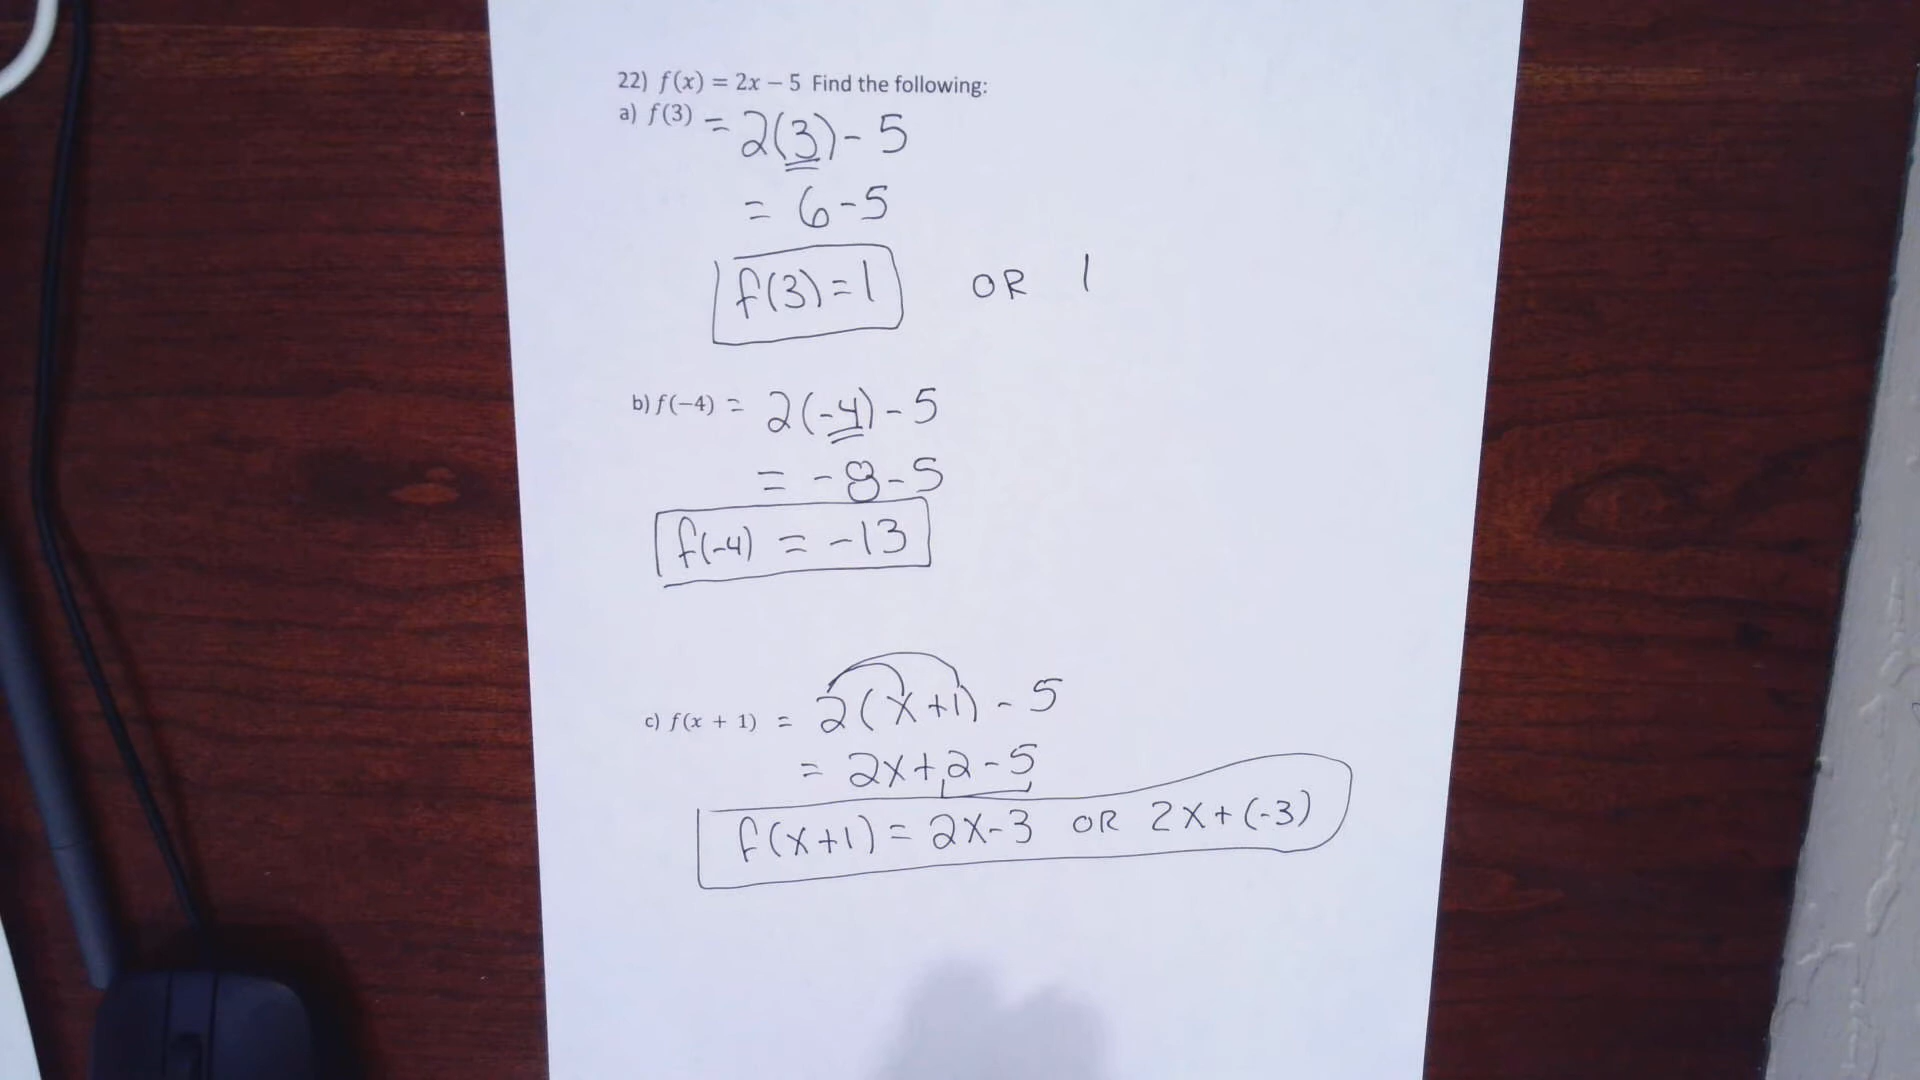 22) f(x) = 2x – 5 Find the following:
a) f(3) = 2(3) - 5
= 6 - 5
f(3) = 1 OR 1
b) f(−4) = 2(-4) - 5
= -8 - 5
f(-4) = -13
c) f(x + 1) = 2(x+1) - 5
= 2x + 2 - 5
f(x+1) = 2x - 3 OR 2x + (-3)